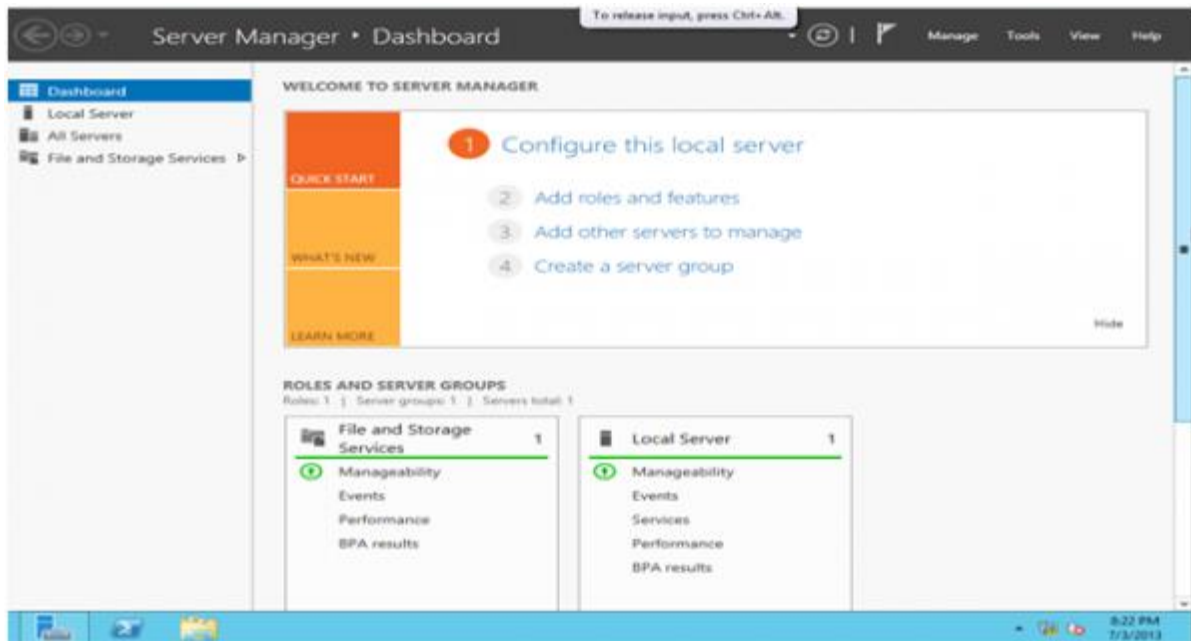 To release input, press Ctrl+Alt.
Server Manager • Dashboard
Manage Tools View Help
Dashboard
Local Server
All Servers
File and Storage Services
WELCOME TO SERVER MANAGER
QUICK START
WHAT'S NEW
LEARN MORE
1 Configure this local server
2 Add roles and features
3 Add other servers to manage
4 Create a server group
Hide
ROLES AND SERVER GROUPS
Roles: 1 | Server groups: 1 | Servers total: 1
File and Storage
Services
1
Manageability
Events
Performance
BPA results
Local Server 1
Manageability
Events
Services
Performance
BPA results
8:22 PM
7/3/2013